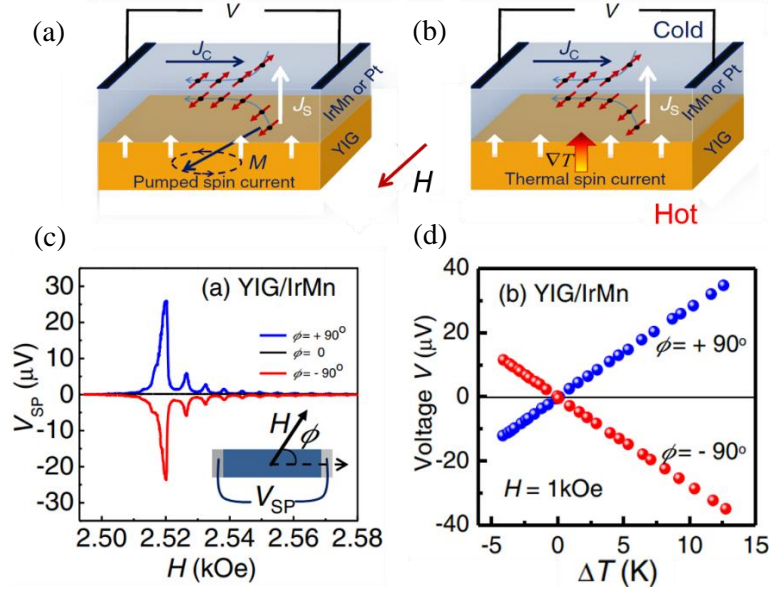 (a)
V
J_C
J_S
IrMn or Pt
YIG
M
Pumped spin current
H
(b)
V
Cold
J_C
J_S
IrMn or Pt
YIG
∇T
Thermal spin current
Hot
(c)
(a) YIG/IrMn
30
20
10
0
-10
-20
-30
V_SP (μV)
ϕ = + 90°
ϕ = 0
ϕ = - 90°
H
ϕ
V_SP
2.50 2.52 2.54 2.56 2.58
H (kOe)
(d)
(b) YIG/IrMn
40
20
0
-20
-40
Voltage V (μV)
ϕ = + 90°
ϕ = - 90°
H = 1kOe
-5 0 5 10 15
ΔT (K)